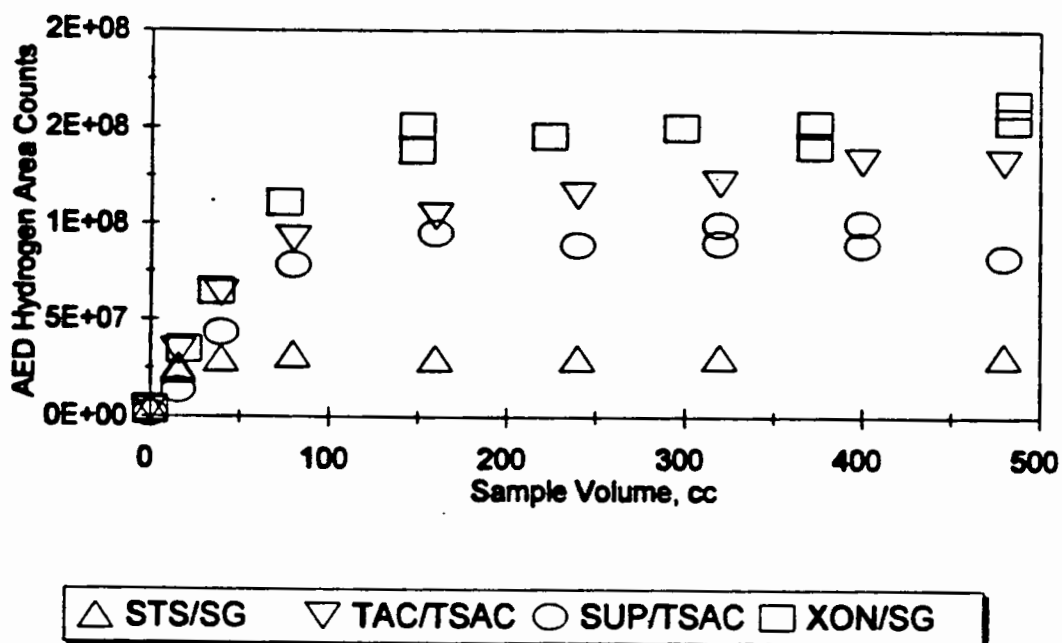 AED Hydrogen Area Counts
2E+08
2E+08
1E+08
5E+07
0E+00
0 100 200 300 400 500
Sample Volume, cc
STS/SG TAC/TSAC SUP/TSAC XON/SG